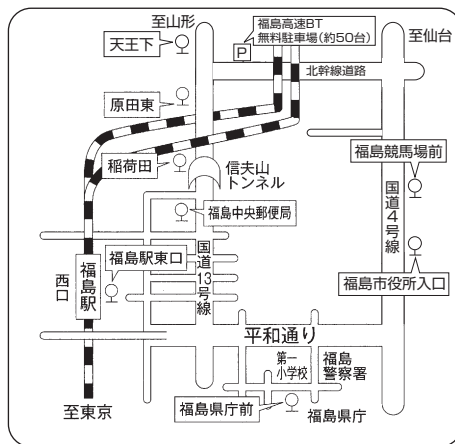 至山形
福島高速BT
無料駐車場(約50台)
至仙台
天王下
P
北幹線道路
原田東
福島競馬場前
稲荷田
信夫山
トンネル
福島中央郵便局
国道4号線
国道13号線
福島駅東口
西口
福島駅
福島市役所入口
平和通り
第一
小学校
福島
警察署
至東京
福島県庁前
福島県庁